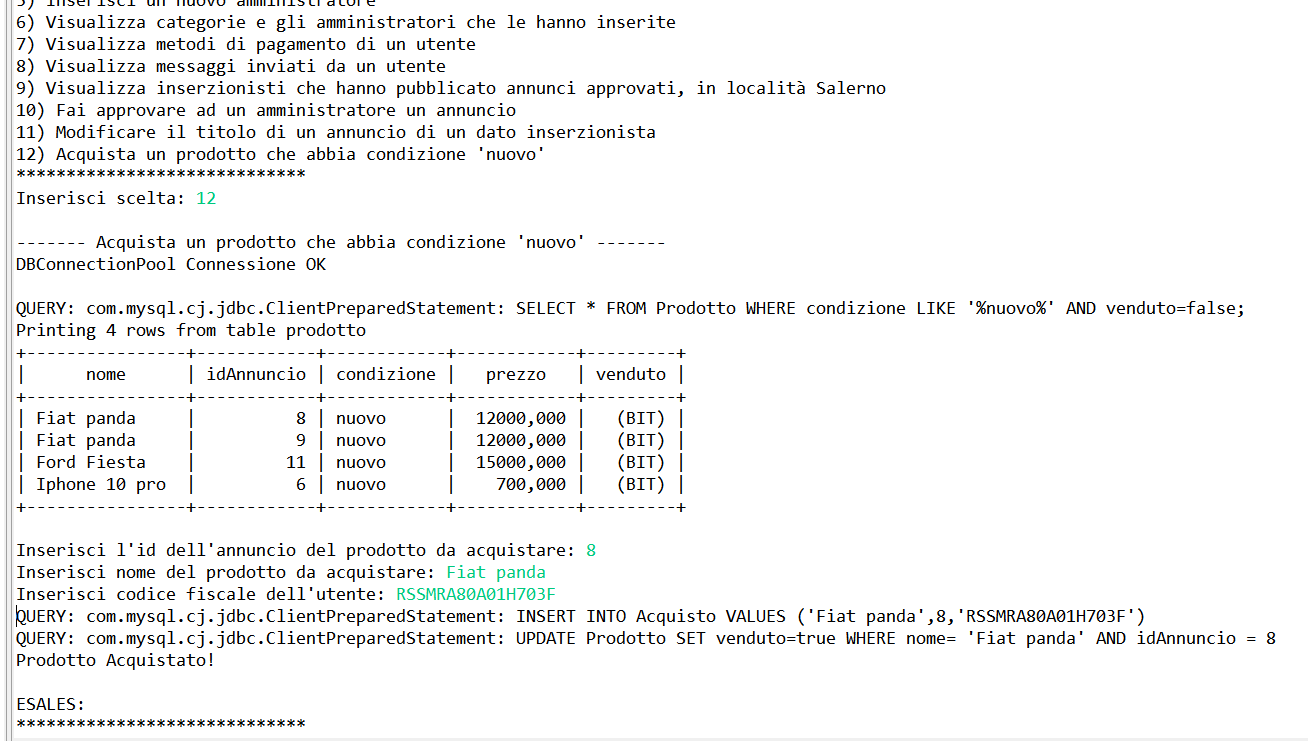 5) Inserisci un nuovo amministratore
6) Visualizza categorie e gli amministratori che le hanno inserite
7) Visualizza metodi di pagamento di un utente
8) Visualizza messaggi inviati da un utente
9) Visualizza inserzionisti che hanno pubblicato annunci approvati, in località Salerno
10) Fai approvare ad un amministratore un annuncio
11) Modificare il titolo di un annuncio di un dato inserzionista
12) Acquista un prodotto che abbia condizione 'nuovo'
*****************************
Inserisci scelta: 12
------- Acquista un prodotto che abbia condizione 'nuovo' -------
DBConnectionPool Connessione OK
QUERY: com.mysql.cj.jdbc.ClientPreparedStatement: SELECT * FROM Prodotto WHERE condizione LIKE '%nuovo%' AND venduto=false;
Printing 4 rows from table prodotto
+----------------+------------+------------+------------+---------+
|      nome      | idAnnuncio | condizione |   prezzo   | venduto |
+----------------+------------+------------+------------+---------+
| Fiat panda     |          8 | nuovo      |  12000,000 |   (BIT) |
| Fiat panda     |          9 | nuovo      |  12000,000 |   (BIT) |
| Ford Fiesta    |         11 | nuovo      |  15000,000 |   (BIT) |
| Iphone 10 pro  |          6 | nuovo      |    700,000 |   (BIT) |
+----------------+------------+------------+------------+---------+
Inserisci l'id dell'annuncio del prodotto da acquistare: 8
Inserisci nome del prodotto da acquistare: Fiat panda
Inserisci codice fiscale dell'utente: RSSMRA80A01H703F
QUERY: com.mysql.cj.jdbc.ClientPreparedStatement: INSERT INTO Acquisto VALUES ('Fiat panda',8,'RSSMRA80A01H703F')
QUERY: com.mysql.cj.jdbc.ClientPreparedStatement: UPDATE Prodotto SET venduto=true WHERE nome= 'Fiat panda' AND idAnnuncio = 8
Prodotto Acquistato!
ESALES:
*****************************